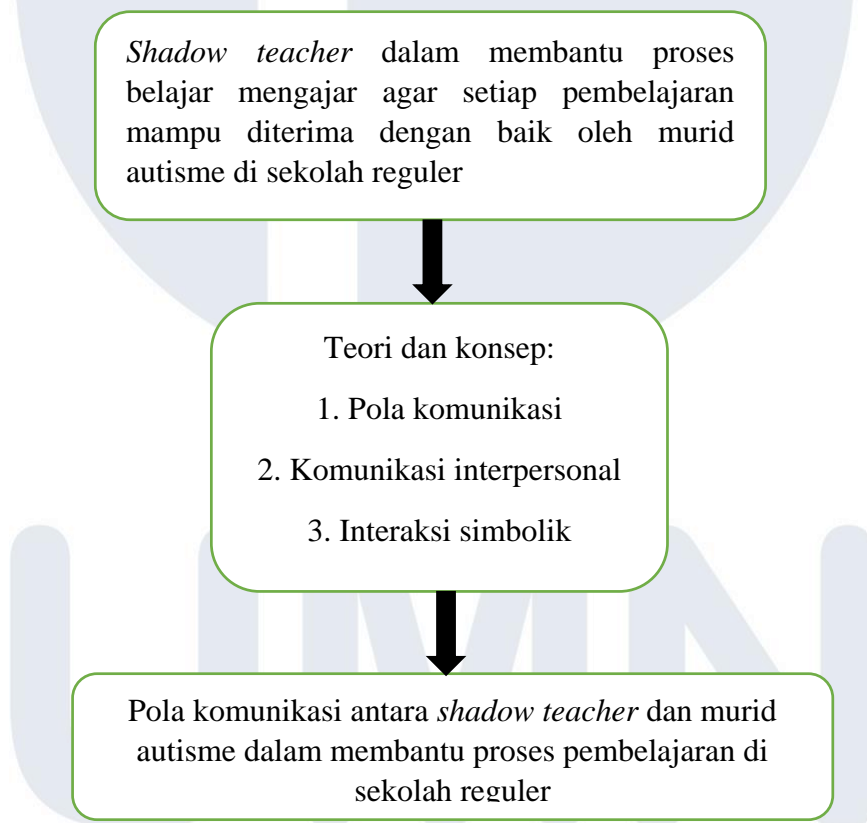 Shadow teacher dalam membantu proses
belajar mengajar agar setiap pembelajaran
mampu diterima dengan baik oleh murid
autisme di sekolah reguler
Teori dan konsep:
1. Pola komunikasi
2. Komunikasi interpersonal
3. Interaksi simbolik
Pola komunikasi antara shadow teacher dan murid
autisme dalam membantu proses pembelajaran di
sekolah reguler
UMN